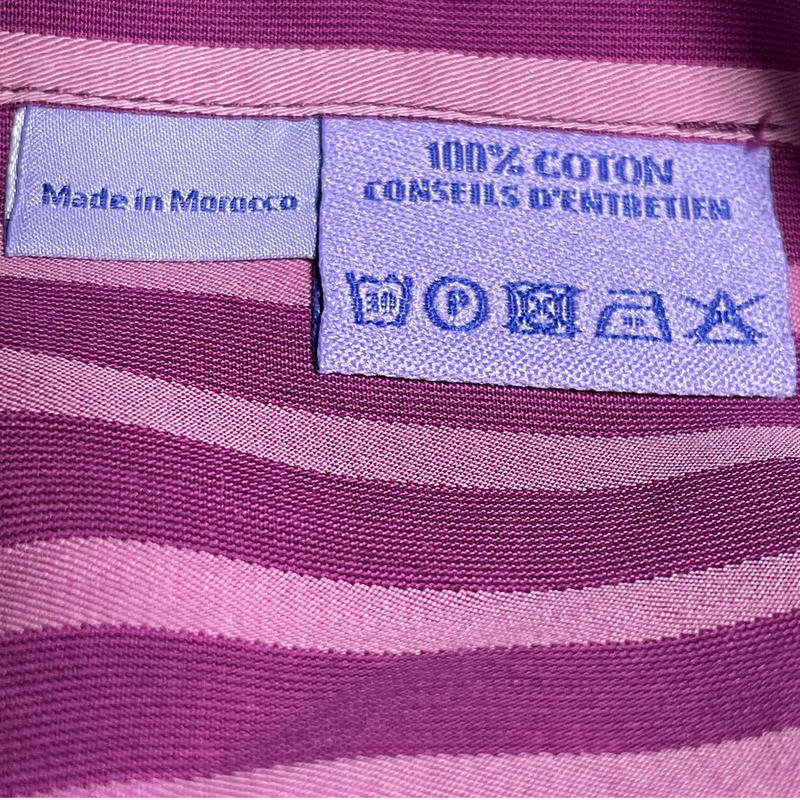 Made in Morocco
100% COTON
CONSEILS D'ENTRETIEN
P